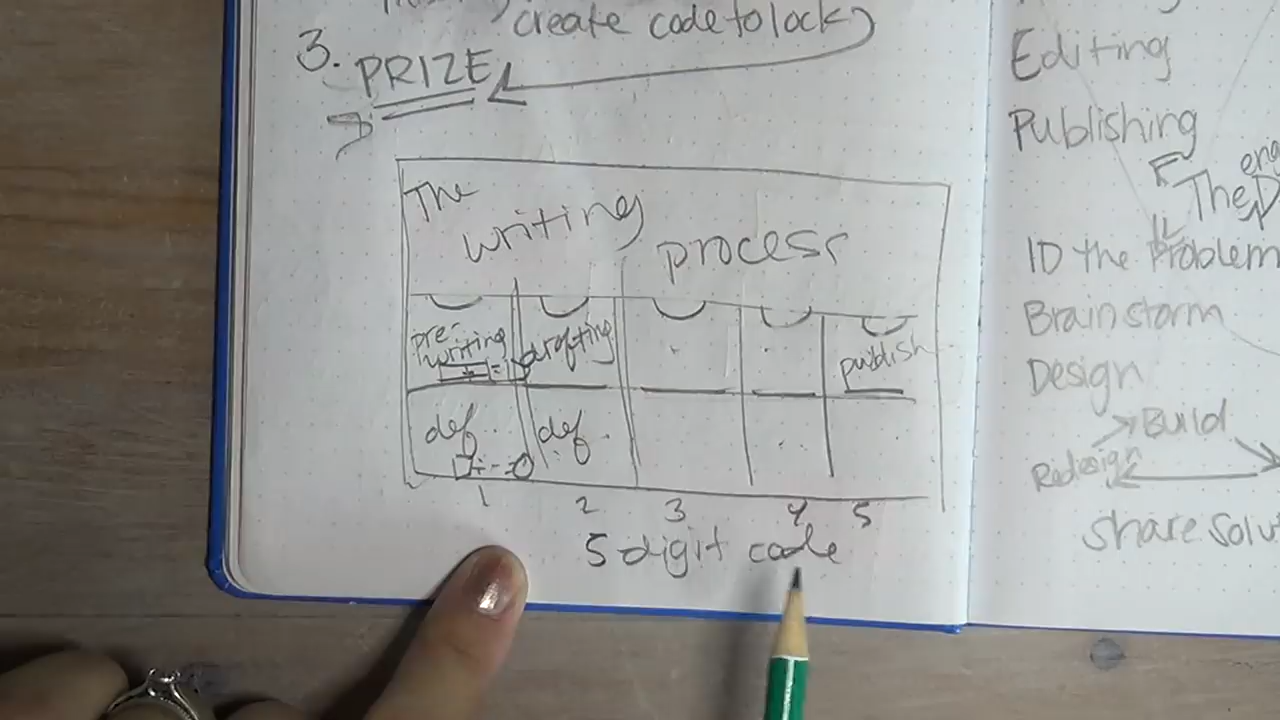 create code to lock
3. PRIZE
The
writing process
pre-writing
drafting
publish
def.
def.
1 2 3 4 5
5 digit code
Editing
Publishing
The
ID the Problem
Brainstorm
Design
Build
Redesign
share